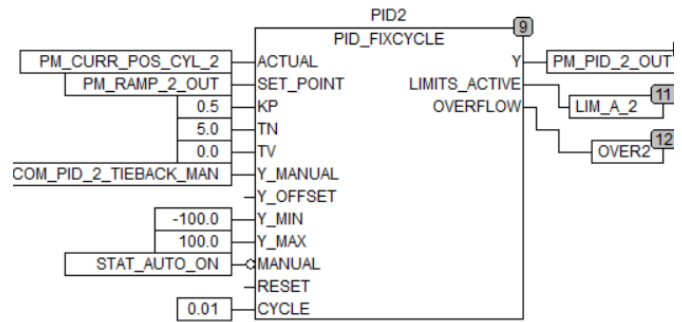 PID2
9
PID_FIXCYCLE
PM_CURR_POS_CYL_2 ACTUAL Y PM_PID_2_OUT
PM_RAMP_2_OUT SET_POINT LIMITS_ACTIVE 11
0.5 KP OVERFLOW LIM_A_2
5.0 TN 12
0.0 TV OVER2
COM_PID_2_TIEBACK_MAN Y_MANUAL
Y_OFFSET
-100.0 Y_MIN
100.0 Y_MAX
STAT_AUTO_ON MANUAL
RESET
0.01 CYCLE